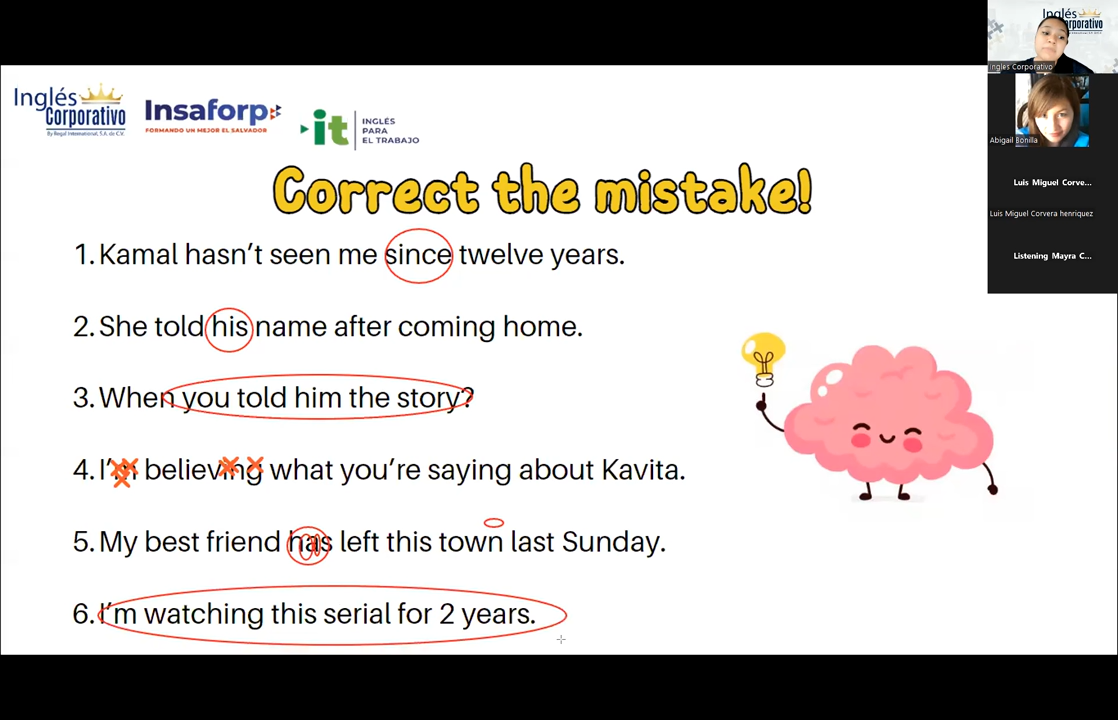 Inglés
Corporativo
By Regal International, S.A. de C.V.
Insaforp
FORMANDO UN MEJOR EL SALVADOR
it
INGLÉS
PARA
EL TRABAJO
Correct the mistake!
1. Kamal hasn't seen me since twelve years.
2. She told his name after coming home.
3. When you told him the story?
4. I'm believing what you're saying about Kavita.
5. My best friend has left this town last Sunday.
6. I'm watching this serial for 2 years.
Inglés
Corporativo
Inglés Corporativo
Abigail Bonilla
Luis Miguel Corve...
Luis Miguel Corvera henriquez
Listening Mayra C...